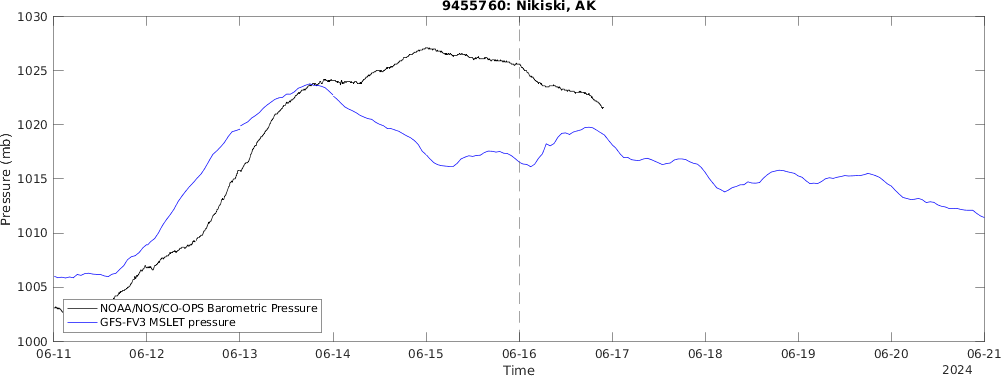 9455760: Nikiski, AK
Pressure (mb)
1030
1025
1020
1015
1010
1005
1000
NOAA/NOS/CO-OPS Barometric Pressure
GFS-FV3 MSLET pressure
06-11 06-12 06-13 06-14 06-15 06-16 06-17 06-18 06-19 06-20 06-21
Time
2024